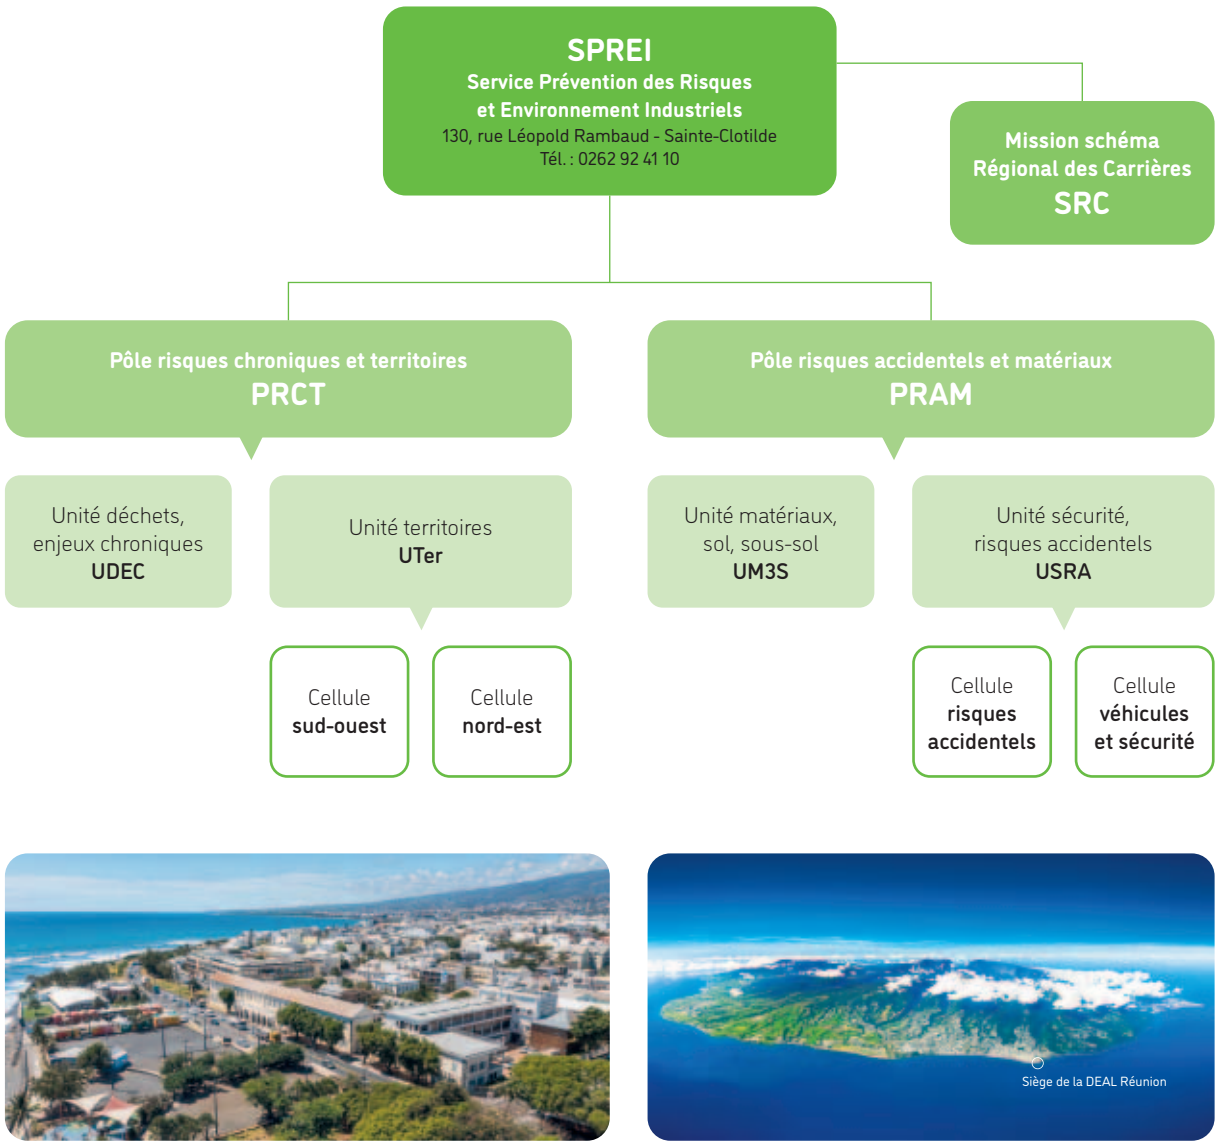 SPREI
Service Prévention des Risques
et Environnement Industriels
130, rue Léopold Rambaud - Sainte-Clotilde
Tél. : 0262 92 41 10
Mission schéma
Régional des Carrières
SRC
Pôle risques chroniques et territoires
PRCT
Pôle risques accidentels et matériaux
PRAM
Unité déchets,
enjeux chroniques
UDEC
Unité territoires
UTer
Unité matériaux,
sol, sous-sol
UM3S
Unité sécurité,
risques accidentels
USRA
Cellule
sud-ouest
Cellule
nord-est
Cellule
risques
accidentels
Cellule
véhicules
et sécurité
Siège de la DEAL Réunion